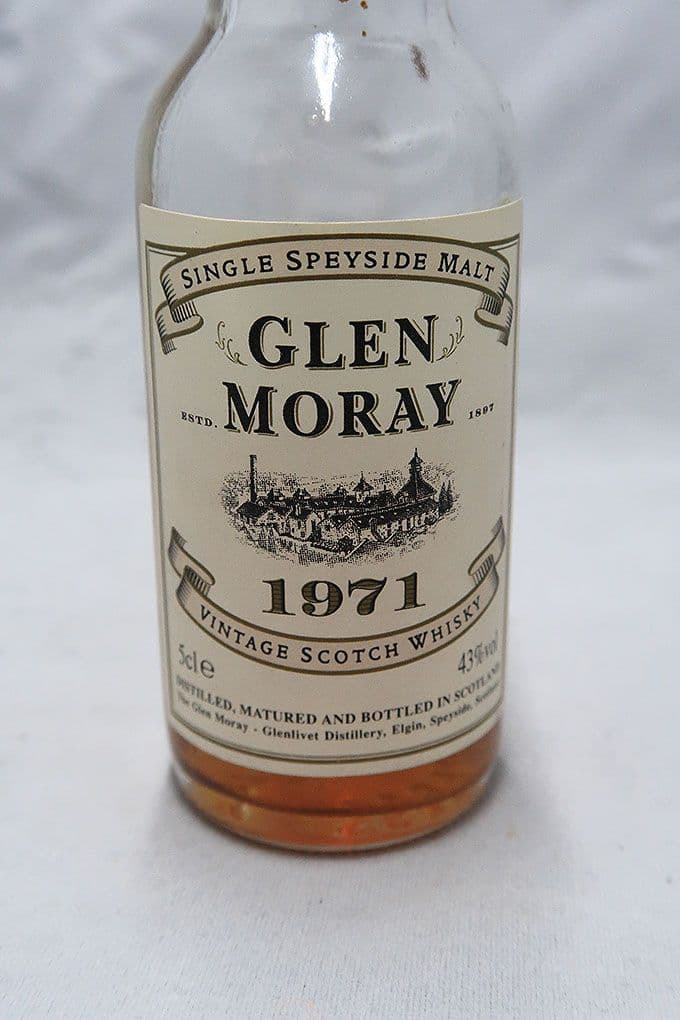 SINGLE SPEYSIDE MALT
GLEN
MORAY
ESTD. 1897
1971
VINTAGE SCOTCH WHISKY
5cl e 43%vol
DISTILLED, MATURED AND BOTTLED IN SCOTLAND
The Glen Moray - Glenlivet Distillery, Elgin, Speyside, Scotland